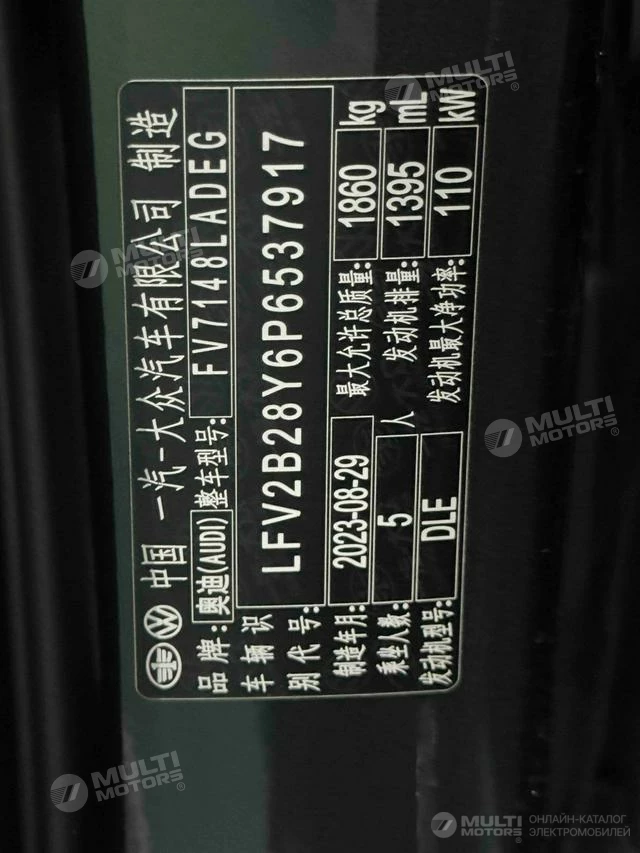 中国 一汽-大众汽车有限公司 制造
品牌: 奥迪(AUDI) 整车型号: FV7148LADEG
车辆识别代号: LFV2B28Y6P6537917
制造年月: 2023-08-29 最大允许总质量: 1860 kg
乘坐人数: 5 人 发动机排量: 1395 mL
发动机型号: DLE 发动机最大净功率: 110 kW
MULTI MOTORS®
MULTI MOTORS®
MULTI MOTORS®
MULTI MOTORS®
MULTI MOTORS® ОНЛАЙН-КАТАЛОГ ЭЛЕКТРОМОБИЛЕЙ